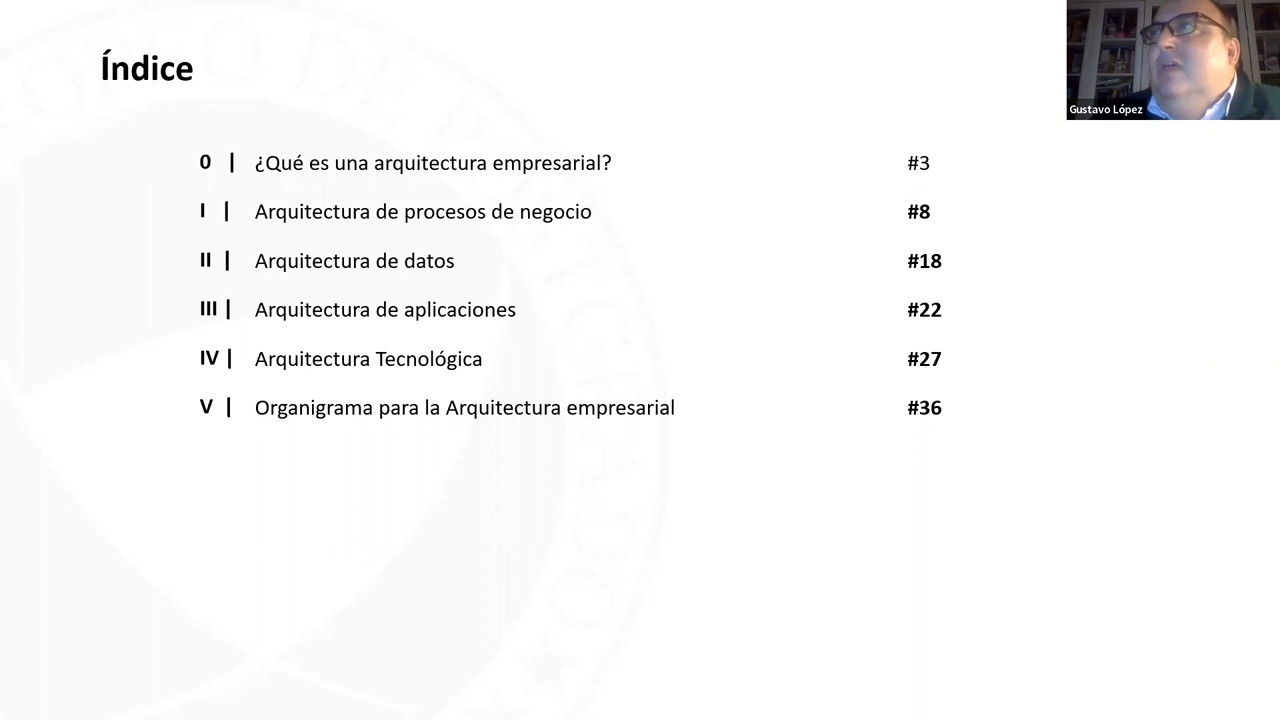 Índice
Gustavo López
0 | ¿Qué es una arquitectura empresarial? #3
I | Arquitectura de procesos de negocio #8
II | Arquitectura de datos #18
III | Arquitectura de aplicaciones #22
IV | Arquitectura Tecnológica #27
V | Organigrama para la Arquitectura empresarial #36